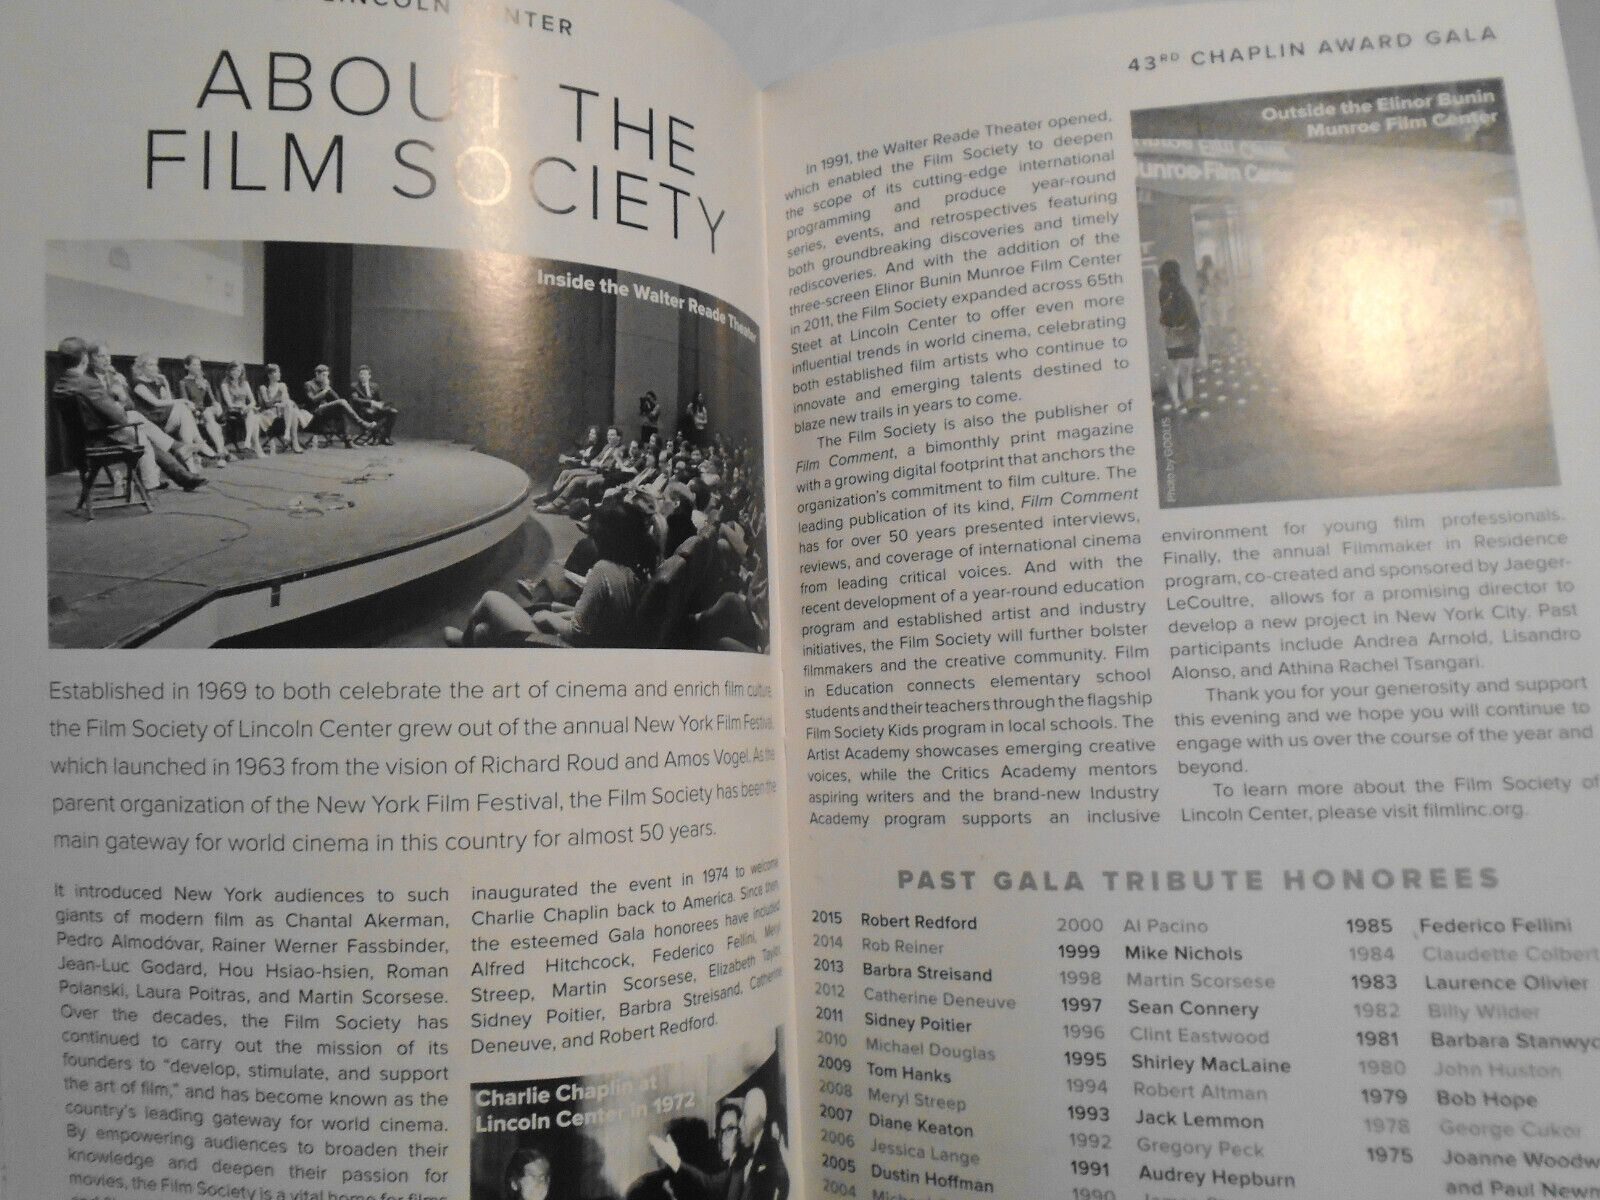 LINCOLN CENTER
ABOUT THE
FILM SOCIETY
Inside the Walter Reade Theater
Established in 1969 to both celebrate the art of cinema and enrich film culture,
the Film Society of Lincoln Center grew out of the annual New York Film Festival,
which launched in 1963 from the vision of Richard Roud and Amos Vogel. As the
parent organization of the New York Film Festival, the Film Society has been the
main gateway for world cinema in this country for almost 50 years.
It introduced New York audiences to such
giants of modern film as Chantal Akerman,
Pedro Almodóvar, Rainer Werner Fassbinder,
Jean-Luc Godard, Hou Hsiao-hsien, Roman
Polanski, Laura Poitras, and Martin Scorsese.
Over the decades, the Film Society has
continued to carry out the mission of its
founders to "develop, stimulate, and support
the art of film," and has become known as the
country's leading gateway for world cinema.
By empowering audiences to broaden their
knowledge and deepen their passion for
movies, the Film Society is a vital home for films
inaugurated the event in 1974 to welcome
Charlie Chaplin back to America. Since then,
the esteemed Gala honorees have included
Alfred Hitchcock, Federico Fellini, Meryl
Streep, Martin Scorsese, Elizabeth Taylor,
Sidney Poitier, Barbra Streisand, Catherine
Deneuve, and Robert Redford.
Charlie Chaplin at
Lincoln Center in 1972
43RD CHAPLIN AWARD GALA
In 1991, the Walter Reade Theater opened,
which enabled the Film Society to deepen
the scope of its cutting-edge international
programming and produce year-round
series, events, and retrospectives featuring
both groundbreaking discoveries and timely
rediscoveries. And with the addition of the
three-screen Elinor Bunin Munroe Film Center
in 2011, the Film Society expanded across 65th
Steet at Lincoln Center to offer even more
influential trends in world cinema, celebrating
both established film artists who continue to
innovate and emerging talents destined to
blaze new trails in years to come.
The Film Society is also the publisher of
Film Comment, a bimonthly print magazine
with a growing digital footprint that anchors the
organization's commitment to film culture. The
leading publication of its kind, Film Comment
has for over 50 years presented interviews,
reviews, and coverage of international cinema
from leading critical voices. And with the
recent development of a year-round education
program and established artist and industry
initiatives, the Film Society will further bolster
filmmakers and the creative community. Film
in Education connects elementary school
students and their teachers through the flagship
Film Society Kids program in local schools. The
Artist Academy showcases emerging creative
voices, while the Critics Academy mentors
aspiring writers and the brand-new Industry
Academy program supports an inclusive
Outside the Elinor Bunin
Munroe Film Center
Munroe Film Center
Photo by GODLIS
environment for young film professionals.
Finally, the annual Filmmaker in Residence
program, co-created and sponsored by Jaeger-
LeCoultre, allows for a promising director to
develop a new project in New York City. Past
participants include Andrea Arnold, Lisandro
Alonso, and Athina Rachel Tsangari.
Thank you for your generosity and support
this evening and we hope you will continue to
engage with us over the course of the year and
beyond.
To learn more about the Film Society of
Lincoln Center, please visit filmlinc.org.
PAST GALA TRIBUTE HONOREES
2015 Robert Redford
2014 Rob Reiner
2013 Barbra Streisand
2012 Catherine Deneuve
2011 Sidney Poitier
2010 Michael Douglas
2009 Tom Hanks
2008 Meryl Streep
2007 Diane Keaton
2006 Jessica Lange
2005 Dustin Hoffman
2004
2000 Al Pacino
1999 Mike Nichols
1998 Martin Scorsese
1997 Sean Connery
1996 Clint Eastwood
1995 Shirley MacLaine
1994 Robert Altman
1993 Jack Lemmon
1992 Gregory Peck
1991 Audrey Hepburn
1990
1985 Federico Fellini
1984 Claudette Colbert
1983 Laurence Olivier
1982 Billy Wilder
1981 Barbara Stanwyc
1980 John Huston
1979 Bob Hope
1978 George Cukor
1975 Joanne Woodw
and Paul Newm